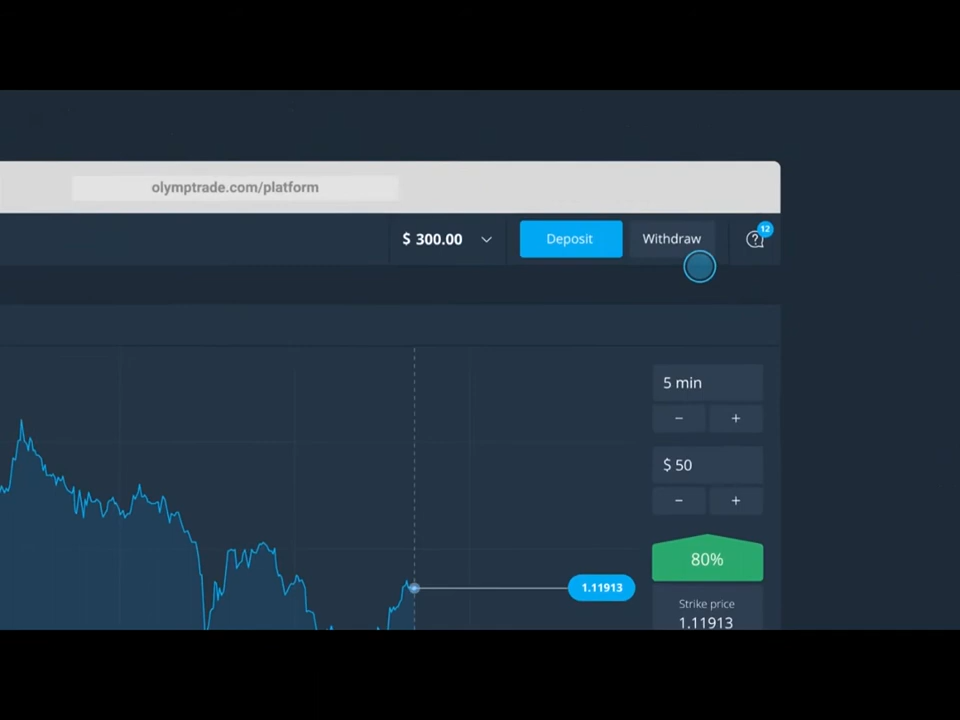 olymptrade.com/platform
$ 300.00
Deposit
Withdraw
12
?
5 min
− +
$ 50
− +
80%
1.11913
Strike price
1.11913